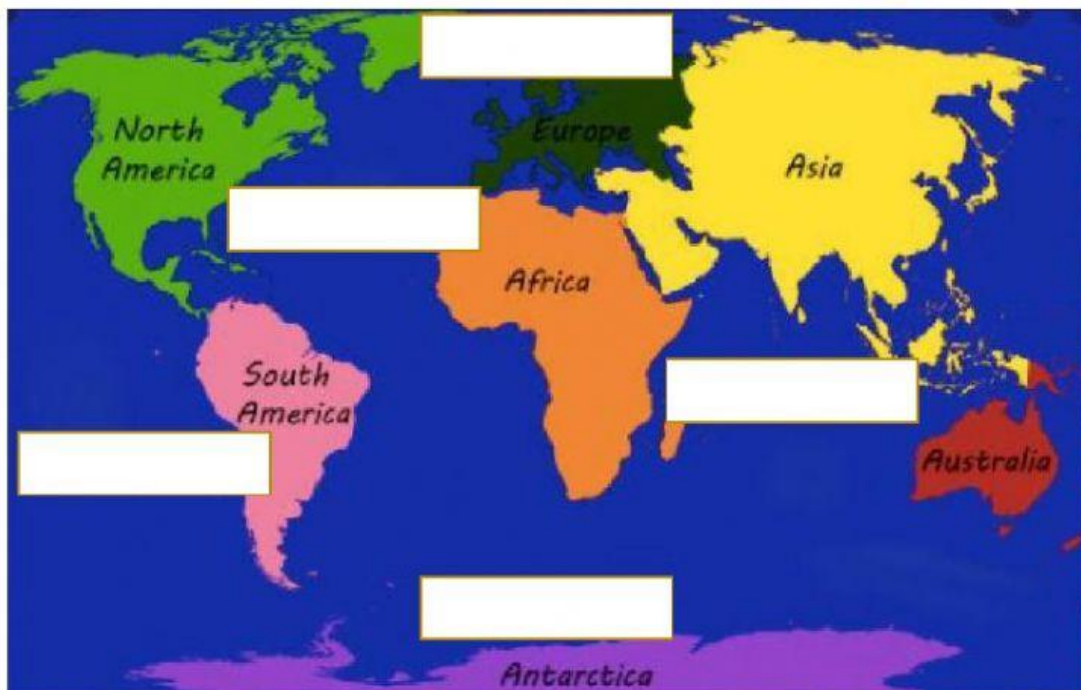 North
America
Europe
Asia
Africa
South
America
Australia
Antarctica